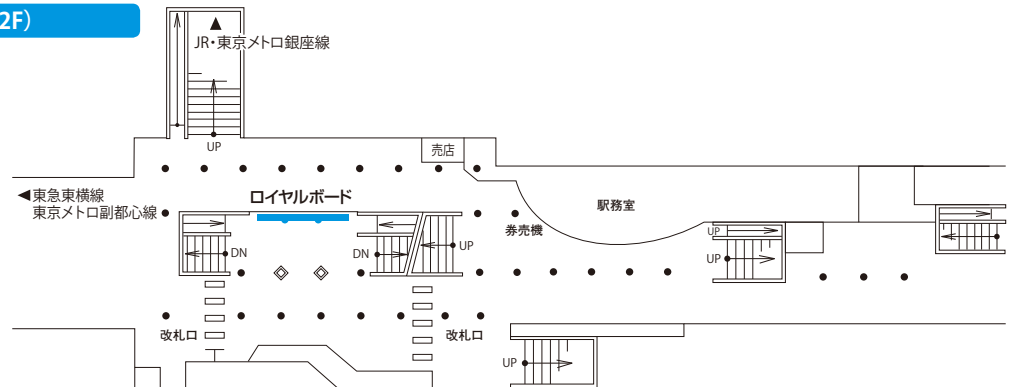 2F）
JR・東京メトロ銀座線
UP
売店
◀東急東横線
東京メトロ副都心線
ロイヤルボード
駅務室
券売機
DN
DN
UP
UP
UP
改札口
改札口
UP